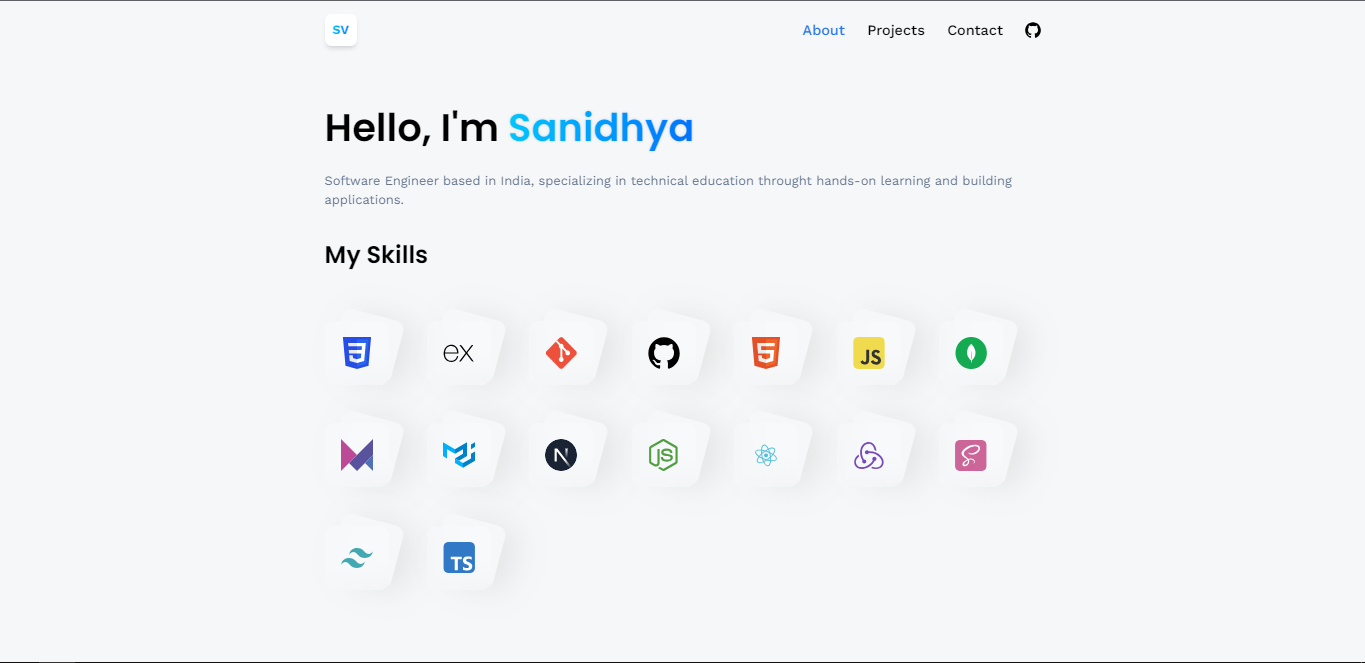 SV
About Projects Contact
Hello, I'm Sanidhya
Software Engineer based in India, specializing in technical education throught hands-on learning and building
applications.
My Skills
3 ex 5 JS
N JS S
TS